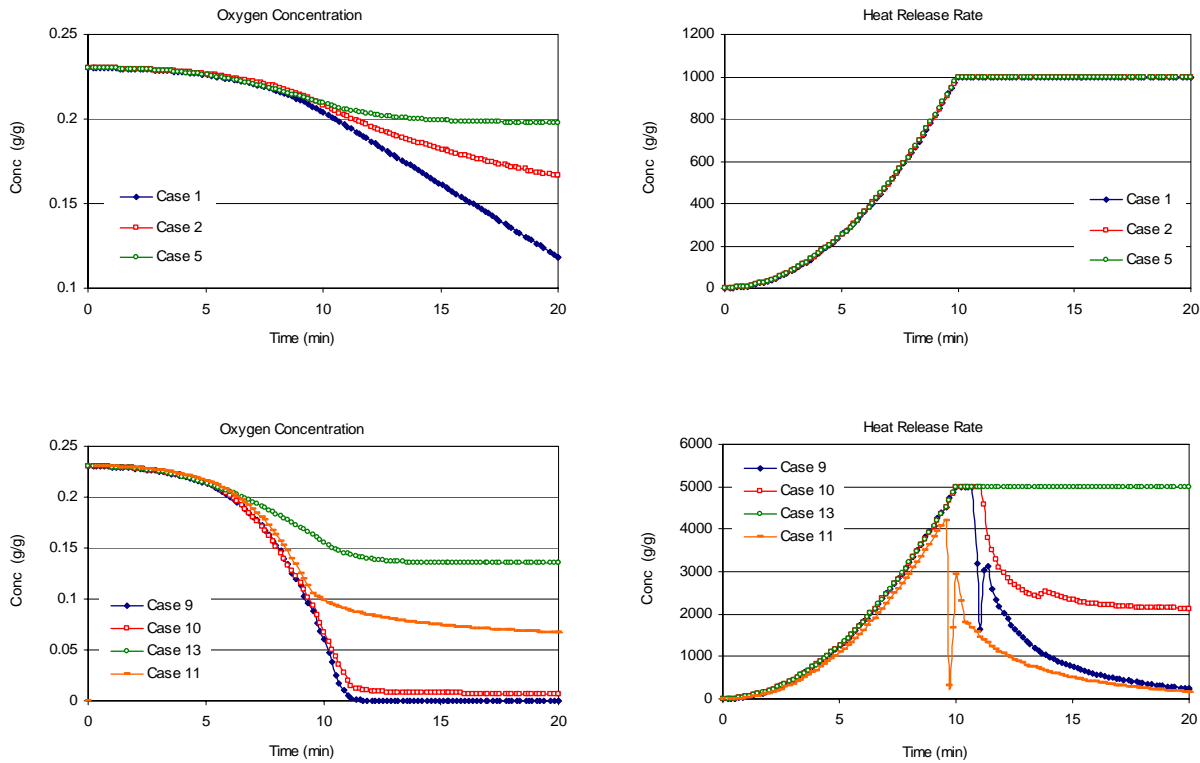 Oxygen Concentration
0.25
0.2
0.15
0.1
Conc (g/g)
Case 1
Case 2
Case 5
0 5 10 15 20
Time (min)
Heat Release Rate
1200
1000
800
600
400
200
0
Conc (g/g)
Case 1
Case 2
Case 5
0 5 10 15 20
Time (min)
Oxygen Concentration
0.25
0.2
0.15
0.1
0.05
0
Conc (g/g)
Case 9
Case 10
Case 13
Case 11
0 5 10 15 20
Time (min)
Heat Release Rate
6000
5000
4000
3000
2000
1000
0
Conc (g/g)
Case 9
Case 10
Case 13
Case 11
0 5 10 15 20
Time (min)